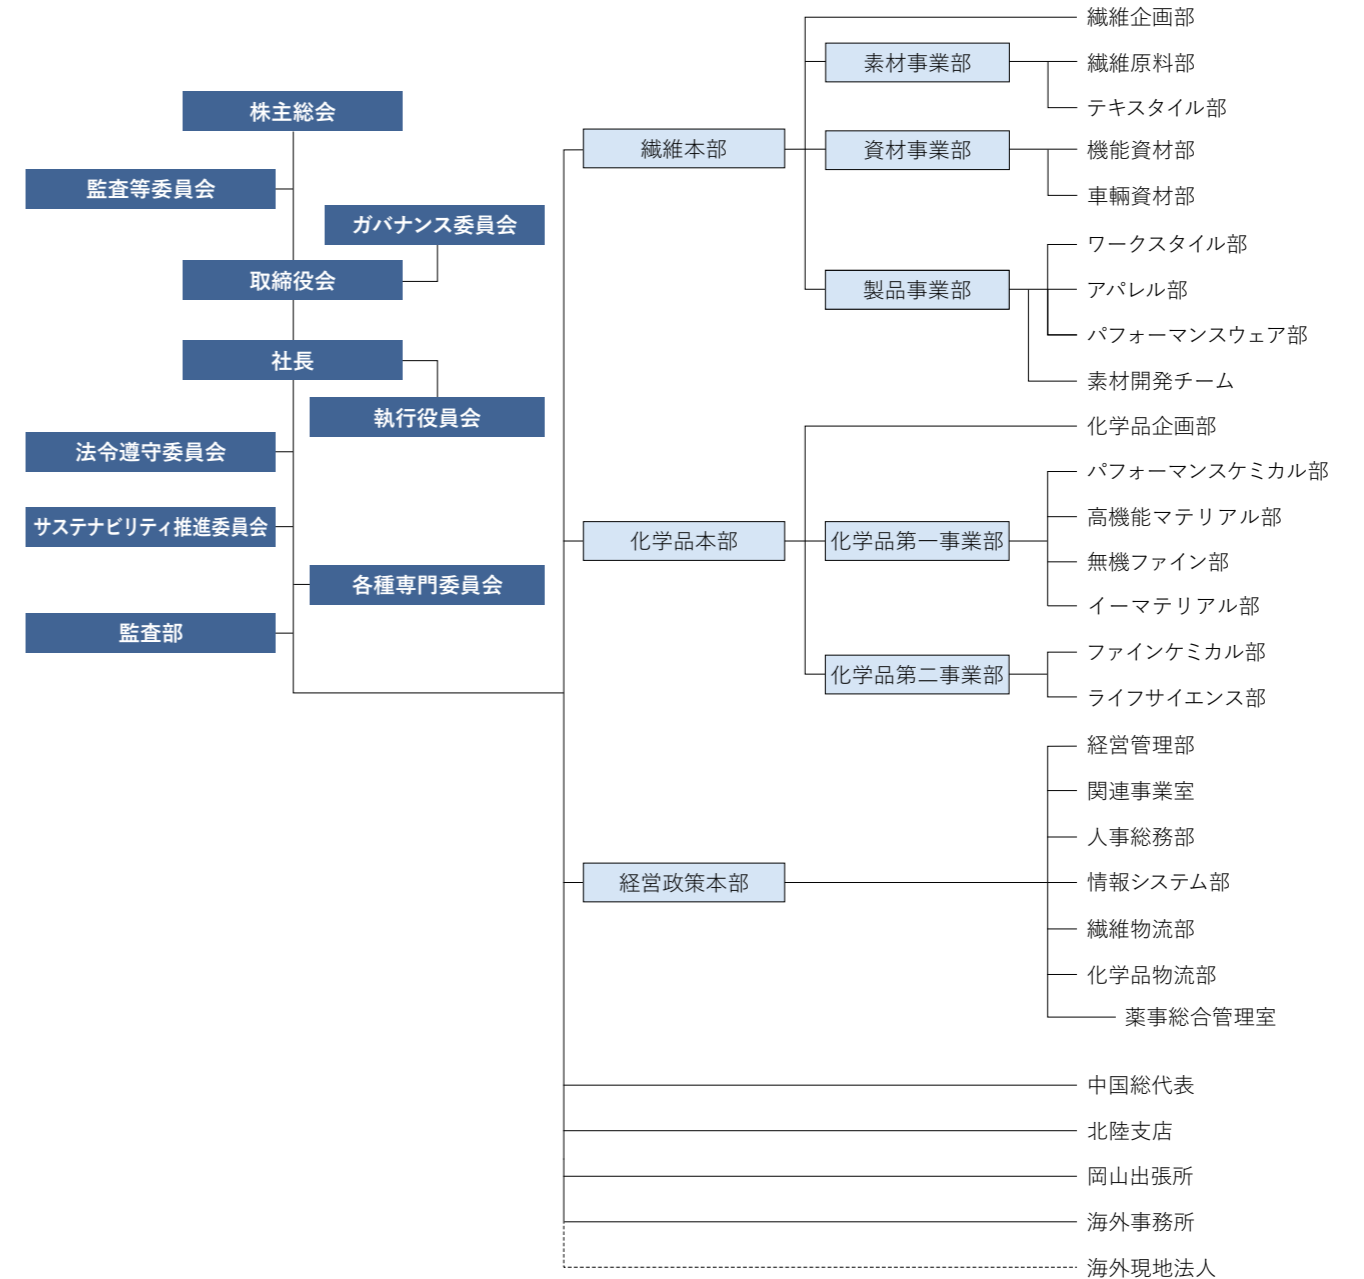 株主総会
監査等委員会
ガバナンス委員会
取締役会
社長
執行役員会
法令遵守委員会
サステナビリティ推進委員会
各種専門委員会
監査部
繊維本部
繊維企画部
素材事業部
繊維原料部
テキスタイル部
資材事業部
機能資材部
車輌資材部
製品事業部
ワークスタイル部
アパレル部
パフォーマンスウェア部
素材開発チーム
化学品本部
化学品企画部
化学品第一事業部
パフォーマンスケミカル部
高機能マテリアル部
無機ファイン部
イーマテリアル部
化学品第二事業部
ファインケミカル部
ライフサイエンス部
経営政策本部
経営管理部
関連事業室
人事総務部
情報システム部
繊維物流部
化学品物流部
薬事総合管理室
中国総代表
北陸支店
岡山出張所
海外事務所
海外現地法人